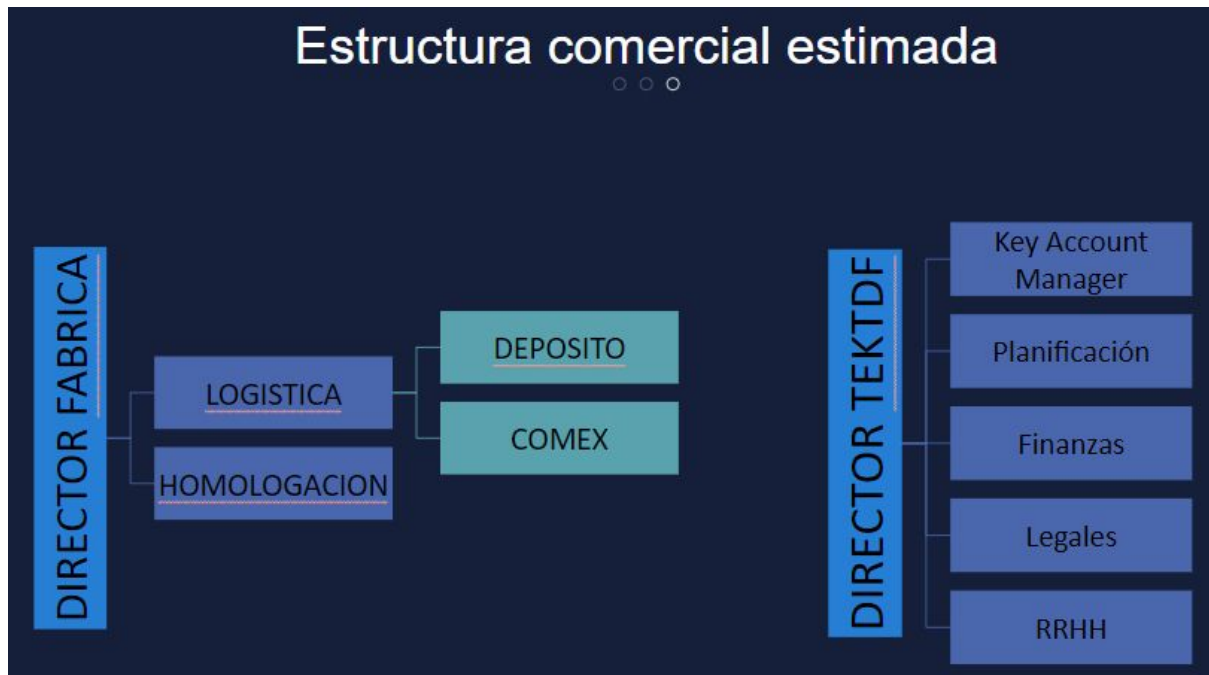 Estructura comercial estimada
DIRECTOR FABRICA
LOGISTICA
HOMOLOGACION
DEPOSITO
COMEX
DIRECTOR TEKTDF
Key Account
Manager
Planificación
Finanzas
Legales
RRHH